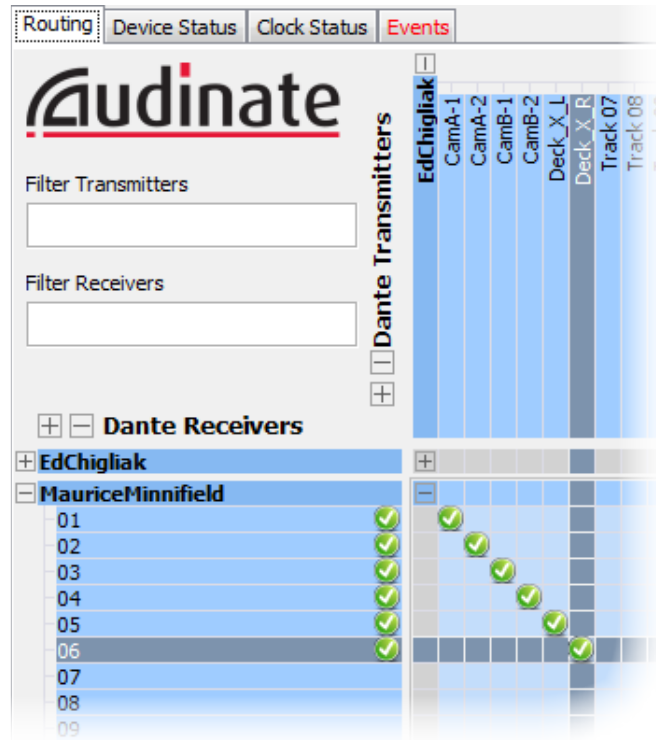 Routing
Device Status
Clock Status
Events
Audinate
Filter Transmitters
Filter Receivers
Dante Transmitters
EdChigliak
CamA-1
CamA-2
CamB-1
CamB-2
Deck_X_L
Deck_X_R
Track 07
Track 08
Dante Receivers
EdChigliak
MauriceMinnifield
01
02
03
04
05
06
07
08
09